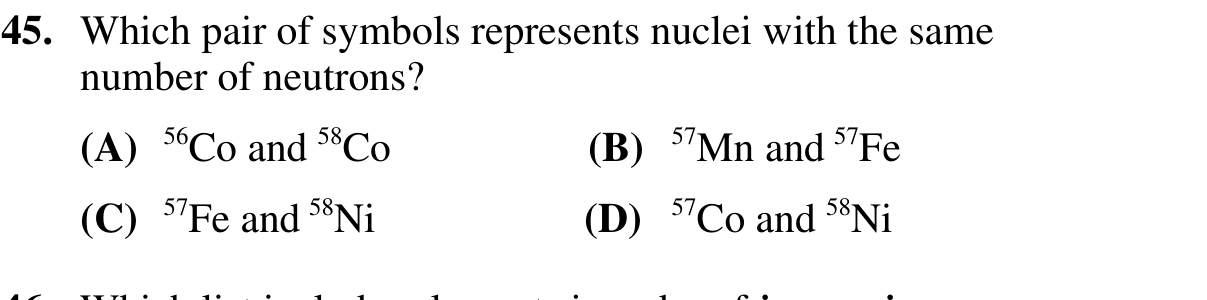 45. Which pair of symbols represents nuclei with the same
number of neutrons?
(A) ⁵⁶Co and ⁵⁸Co (B) ⁵⁷Mn and ⁵⁷Fe
(C) ⁵⁷Fe and ⁵⁸Ni (D) ⁵⁷Co and ⁵⁸Ni